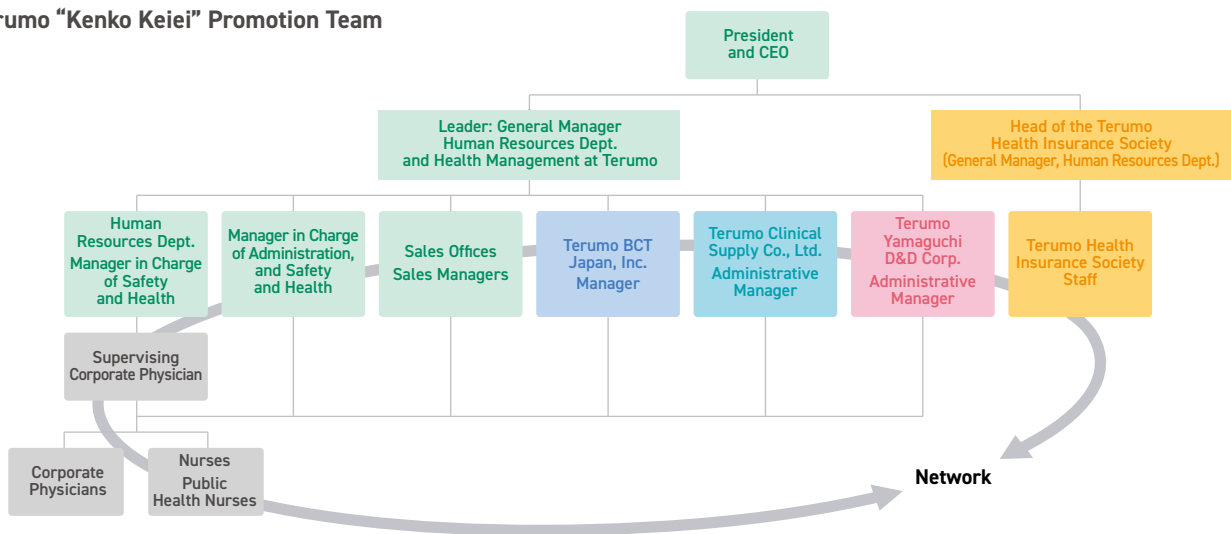 rumo “Kenko Keiei” Promotion Team
President
and CEO
Leader: General Manager
Human Resources Dept.
and Health Management at Terumo
Head of the Terumo
Health Insurance Society
(General Manager, Human Resources Dept.)
Human
Resources Dept.
Manager in Charge
of Safety
and Health
Manager in Charge
of Administration,
and Safety
and Health
Sales Offices
Sales Managers
Terumo BCT
Japan, Inc.
Manager
Terumo Clinical
Supply Co., Ltd.
Administrative
Manager
Terumo
Yamaguchi
D&D Corp.
Administrative
Manager
Terumo Health
Insurance Society
Staff
Supervising
Corporate Physician
Corporate
Physicians
Nurses
Public
Health Nurses
Network